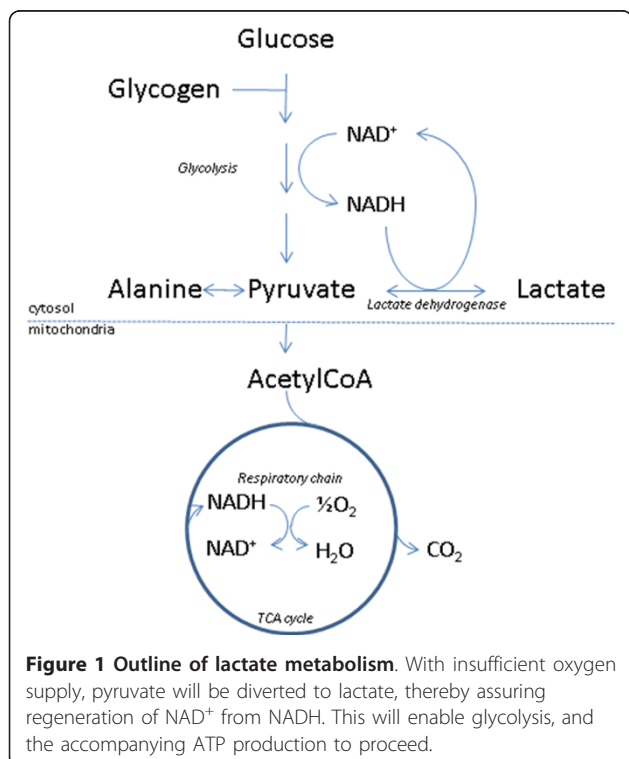 Glucose
Glycogen
Glycolysis
NAD⁺
NADH
Alanine Pyruvate Lactate
Lactate dehydrogenase
cytosol
mitochondria
AcetylCoA
Respiratory chain
NADH ½O₂
NAD⁺ H₂O CO₂
TCA cycle
Figure 1 Outline of lactate metabolism. With insufficient oxygen
supply, pyruvate will be diverted to lactate, thereby assuring
regeneration of NAD⁺ from NADH. This will enable glycolysis, and
the accompanying ATP production to proceed.